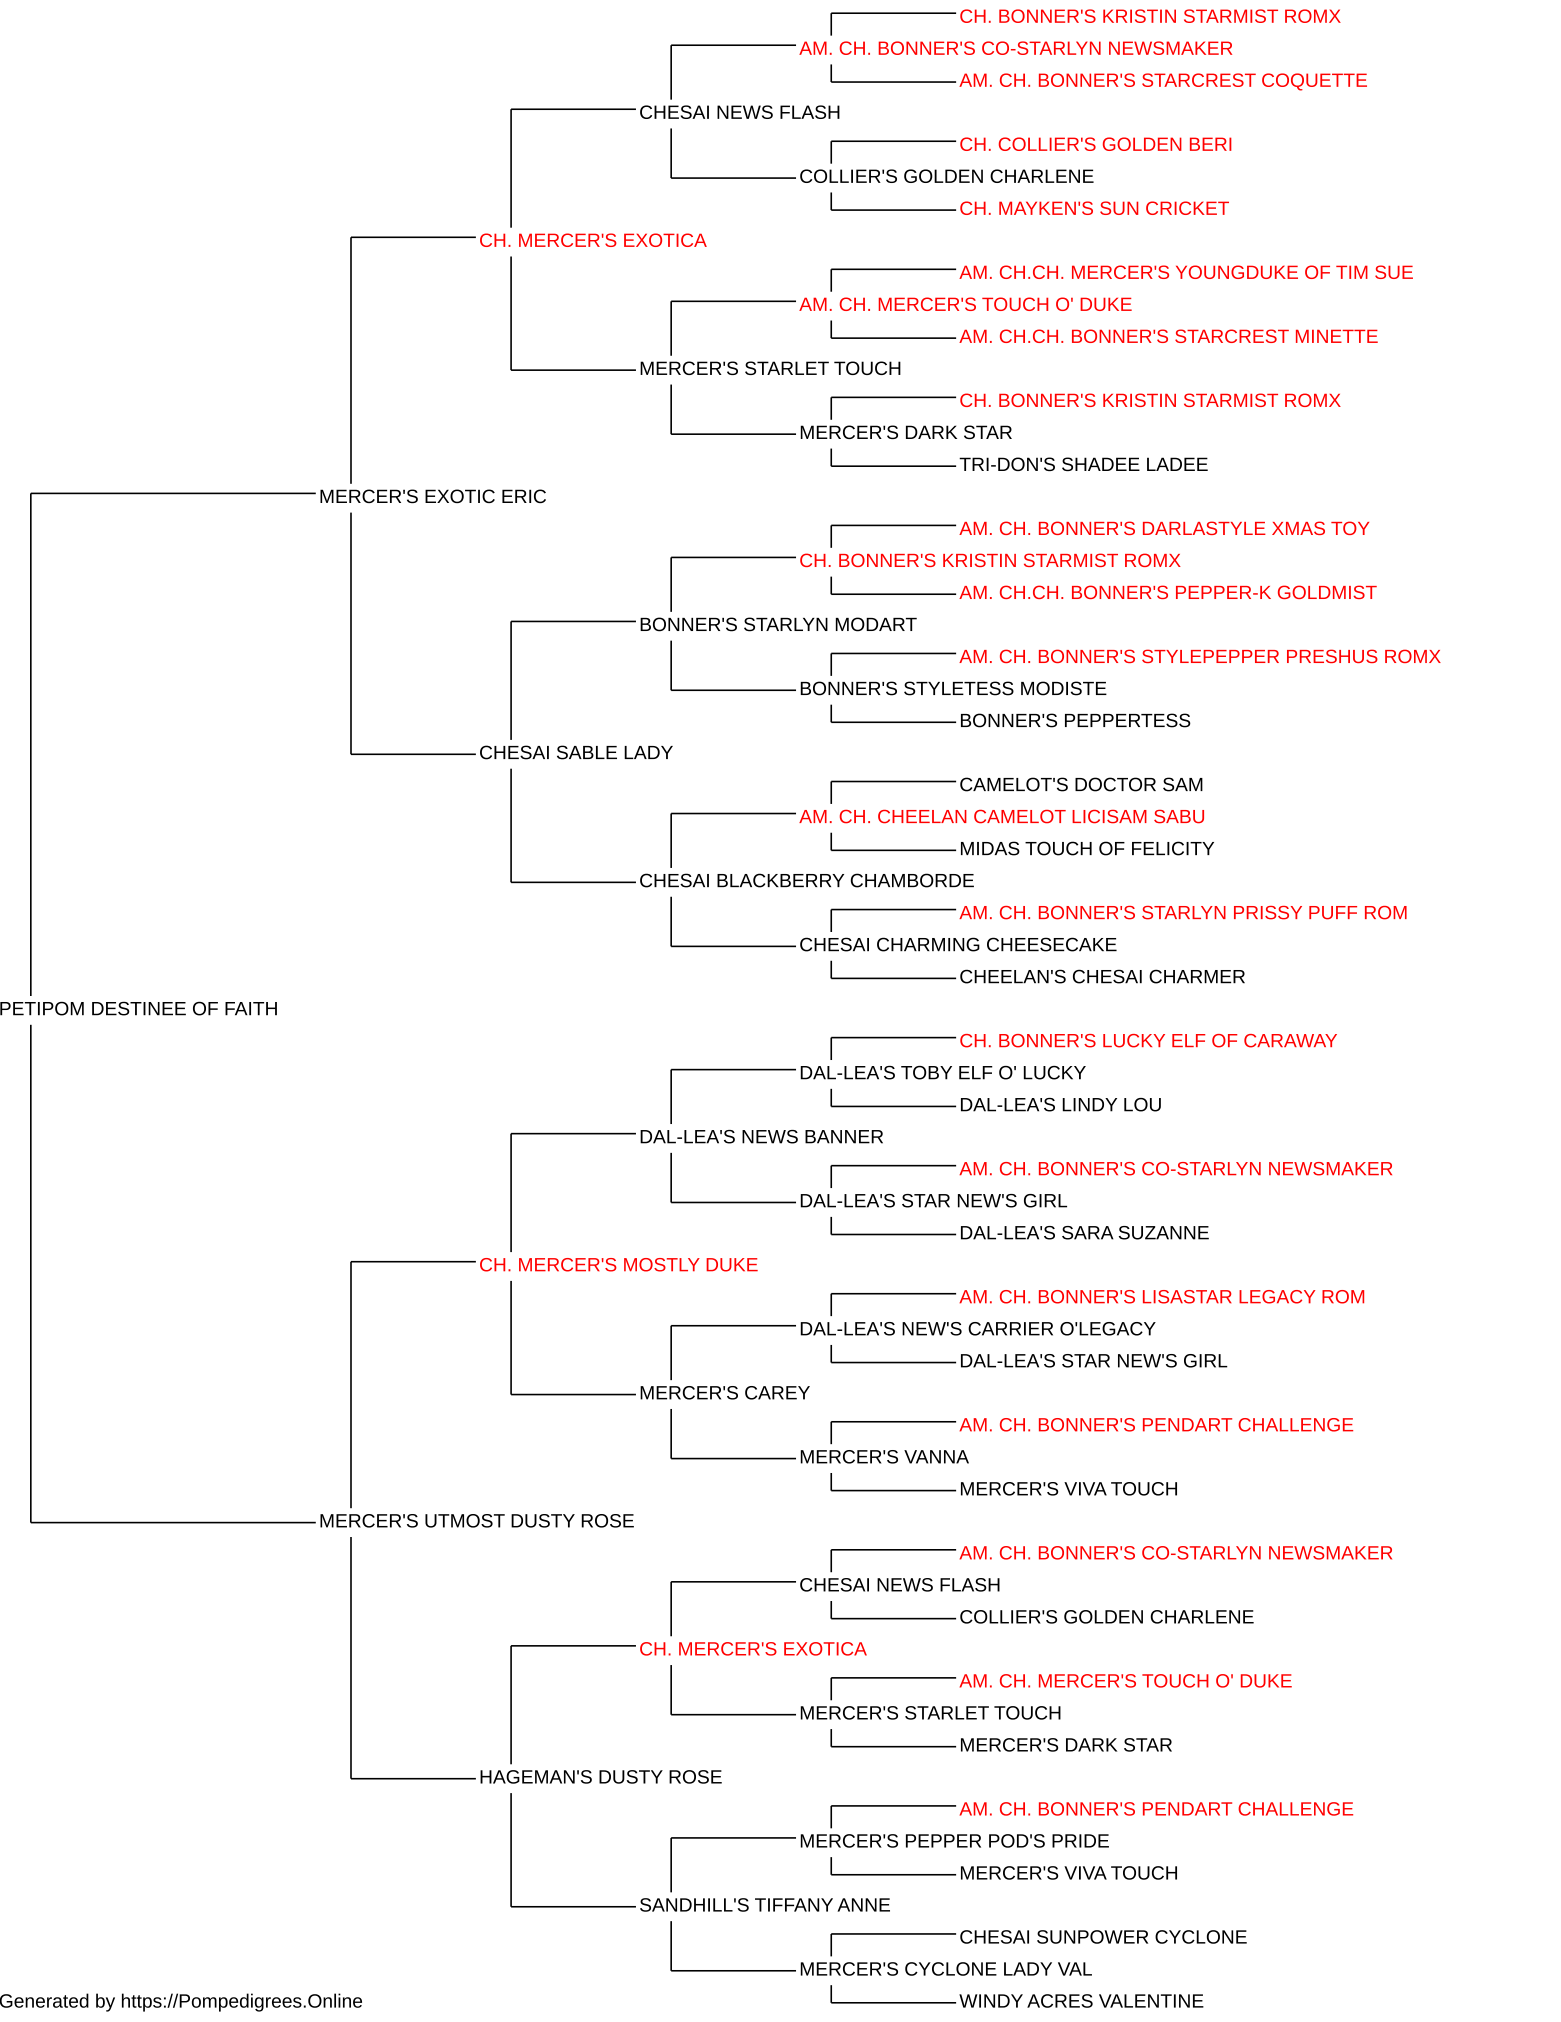 CH. BONNER'S KRISTIN STARMIST ROMX
AM. CH. BONNER'S CO-STARLYN NEWSMAKER
AM. CH. BONNER'S STARCREST COQUETTE
CHESAI NEWS FLASH
CH. COLLIER'S GOLDEN BERI
COLLIER'S GOLDEN CHARLENE
CH. MAYKEN'S SUN CRICKET
CH. MERCER'S EXOTICA
AM. CH.CH. MERCER'S YOUNGDUKE OF TIM SUE
AM. CH. MERCER'S TOUCH O' DUKE
AM. CH.CH. BONNER'S STARCREST MINETTE
MERCER'S STARLET TOUCH
CH. BONNER'S KRISTIN STARMIST ROMX
MERCER'S DARK STAR
TRI-DON'S SHADEE LADEE
MERCER'S EXOTIC ERIC
AM. CH. BONNER'S DARLASTYLE XMAS TOY
CH. BONNER'S KRISTIN STARMIST ROMX
AM. CH.CH. BONNER'S PEPPER-K GOLDMIST
BONNER'S STARLYN MODART
AM. CH. BONNER'S STYLEPEPPER PRESHUS ROMX
BONNER'S STYLETESS MODISTE
BONNER'S PEPPERTESS
CHESAI SABLE LADY
CAMELOT'S DOCTOR SAM
AM. CH. CHEELAN CAMELOT LICISAM SABU
MIDAS TOUCH OF FELICITY
CHESAI BLACKBERRY CHAMBORDE
AM. CH. BONNER'S STARLYN PRISSY PUFF ROM
CHESAI CHARMING CHEESECAKE
CHEELAN'S CHESAI CHARMER
PETIPOM DESTINEE OF FAITH
CH. BONNER'S LUCKY ELF OF CARAWAY
DAL-LEA'S TOBY ELF O' LUCKY
DAL-LEA'S LINDY LOU
DAL-LEA'S NEWS BANNER
AM. CH. BONNER'S CO-STARLYN NEWSMAKER
DAL-LEA'S STAR NEW'S GIRL
DAL-LEA'S SARA SUZANNE
CH. MERCER'S MOSTLY DUKE
AM. CH. BONNER'S LISASTAR LEGACY ROM
DAL-LEA'S NEW'S CARRIER O'LEGACY
DAL-LEA'S STAR NEW'S GIRL
MERCER'S CAREY
AM. CH. BONNER'S PENDART CHALLENGE
MERCER'S VANNA
MERCER'S VIVA TOUCH
MERCER'S UTMOST DUSTY ROSE
AM. CH. BONNER'S CO-STARLYN NEWSMAKER
CHESAI NEWS FLASH
COLLIER'S GOLDEN CHARLENE
CH. MERCER'S EXOTICA
AM. CH. MERCER'S TOUCH O' DUKE
MERCER'S STARLET TOUCH
MERCER'S DARK STAR
HAGEMAN'S DUSTY ROSE
AM. CH. BONNER'S PENDART CHALLENGE
MERCER'S PEPPER POD'S PRIDE
MERCER'S VIVA TOUCH
SANDHILL'S TIFFANY ANNE
CHESAI SUNPOWER CYCLONE
MERCER'S CYCLONE LADY VAL
WINDY ACRES VALENTINE
Generated by https://Pompedigrees.Online